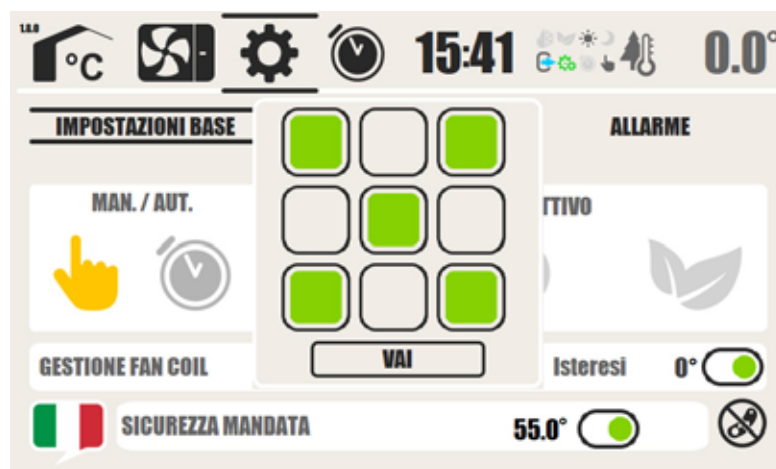 1.8.0
°C
15:41
0.0°
IMPOSTAZIONI BASE
ALLARME
MAN. / AUT.
TTIVO
VAI
GESTIONE FAN COIL
Isteresi
0°
SICUREZZA MANDATA
55.0°